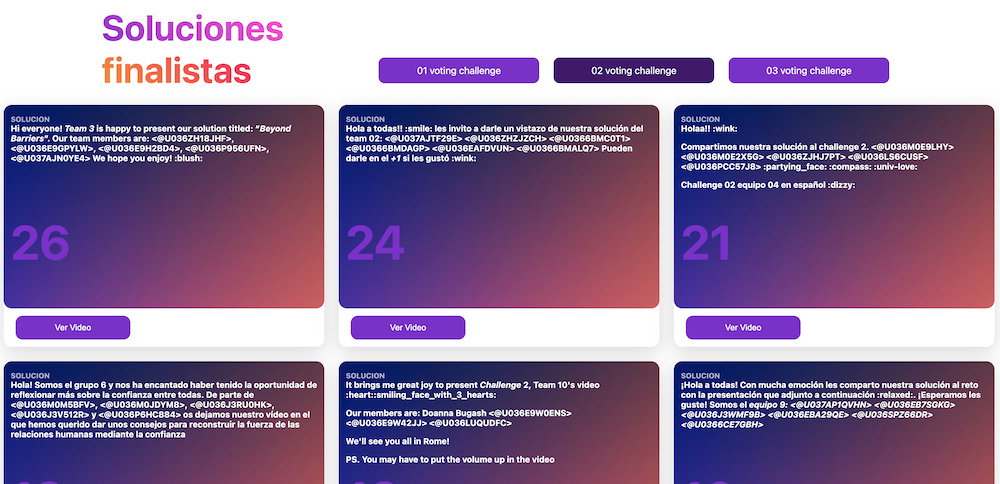 Soluciones
finalistas
01 voting challenge
02 voting challenge
03 voting challenge
SOLUCION
Hi everyone! Team 3 is happy to present our solution titled: "Beyond
Barriers". Our team members are: <@U036ZH18JHF>,
<@U036E9GPYLW>, <@U036E9H2BD4>, <@U036P956UFN>,
<@U037AJN0YE4> We hope you enjoy! :blush:
26
Ver Video
SOLUCION
Hola a todas!! :smile: les invito a darle un vistazo de nuestra solución del
team 02: <@U037AJTF29E> <@U036ZHZJZCH> <@U0366BMC0T1>
<@U0366BMDAGP> <@U036EAFDVUN> <@U0366BMALQ7> Pueden
darle en el +1 si les gustó :wink:
24
Ver Video
SOLUCION
Holaa!! :wink:
Compartimos nuestra solución al challenge 2. <@U036M0E9LHY>
<@U036M0E2X5G> <@U036ZJHJ7PT> <@U036LS6CUSF>
<@U036PCC57J8> :partying_face: :compass: :univ-love:
Challenge 02 equipo 04 en español :dizzy:
21
Ver Video
SOLUCION
Hola! Somos el grupo 6 y nos ha encantado haber tenido la oportunidad de
reflexionar más sobre la confianza entre todas. De parte de
<@U036M0M5BFV>, <@U036M0JDYM8>, <@U036J3RU0HK>,
<@U036J3V512R> y <@U036P6HC884> os dejamos nuestro vídeo en el
que hemos querido dar unos consejos para reconstruir la fuerza de las
relaciones humanas mediante la confianza
SOLUCION
It brings me great joy to present Challenge 2, Team 10's video
:heart::smiling_face_with_3_hearts:
Our members are: Doanna Bugash <@U036E9W0ENS>
<@U036E9W42JJ> <@U036LUQUDFC>
We'll see you all in Rome!
PS. You may have to put the volume up in the video
SOLUCION
¡Hola a todas! Con mucha emoción les comparto nuestra solución al reto
con la presentación que adjunto a continuación :relaxed:. ¡Esperamos les
guste! Somos el equipo 9: <@U037AP1QVHN> <@U036EB7SGKG>
<@U036J3WMF9B> <@U036EBA29QE> <@U036SPZ66DR>
<@U0366CE7GBH>